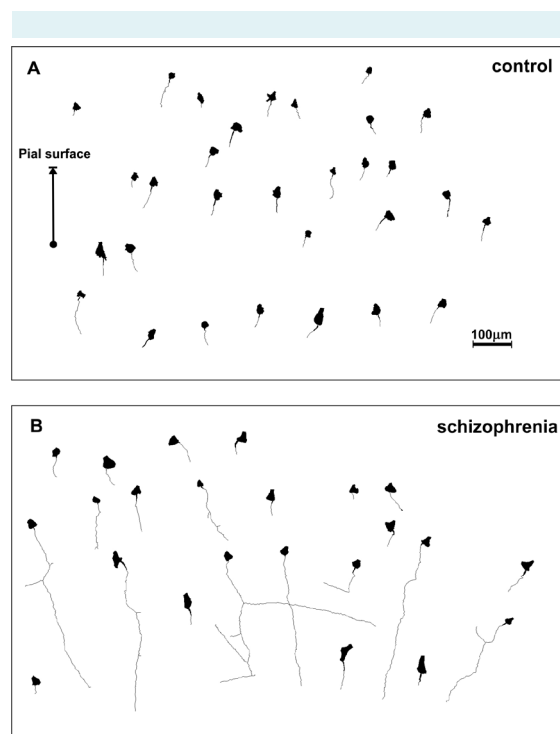 A
control
Pial surface
100μm
B
schizophrenia